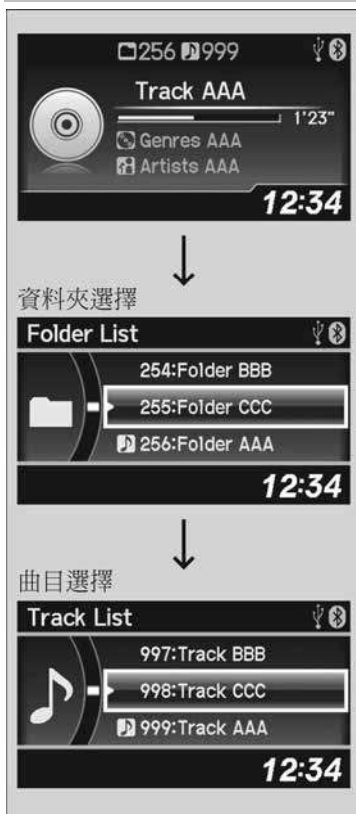 256 999
Track AAA
1'23"
Genres AAA
Artists AAA
12:34
資料夾選擇
Folder List
254:Folder BBB
255:Folder CCC
256:Folder AAA
12:34
曲目選擇
Track List
997:Track BBB
998:Track CCC
999:Track AAA
12:34